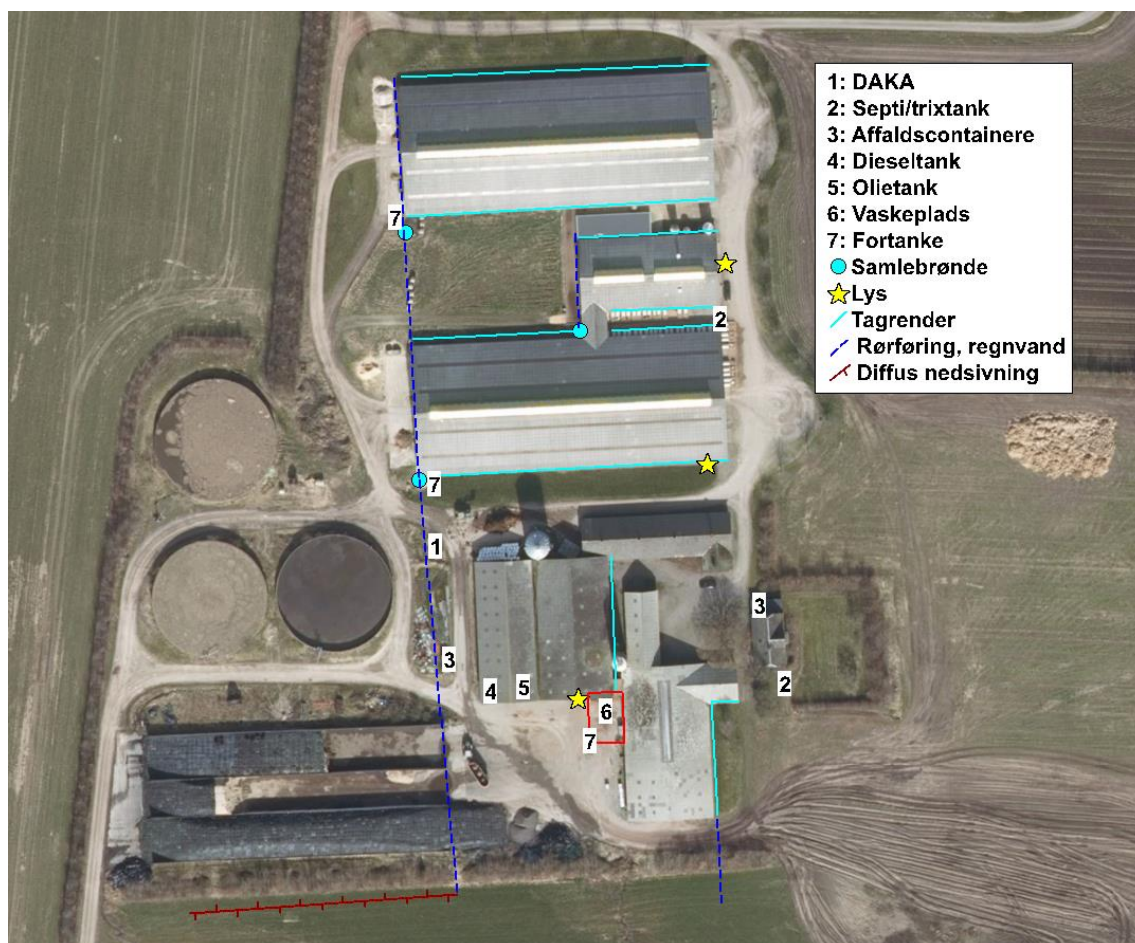 1: DAKA
2: Septi/trixtank
3: Affaldscontainere
4: Dieseltank
5: Olietank
6: Vaskeplads
7: Fortanke
Samlebrønde
Lys
Tagrender
Rørføring, regnvand
Diffus nedsivning
7
2
7
1
3
3
4
5
2
6
7